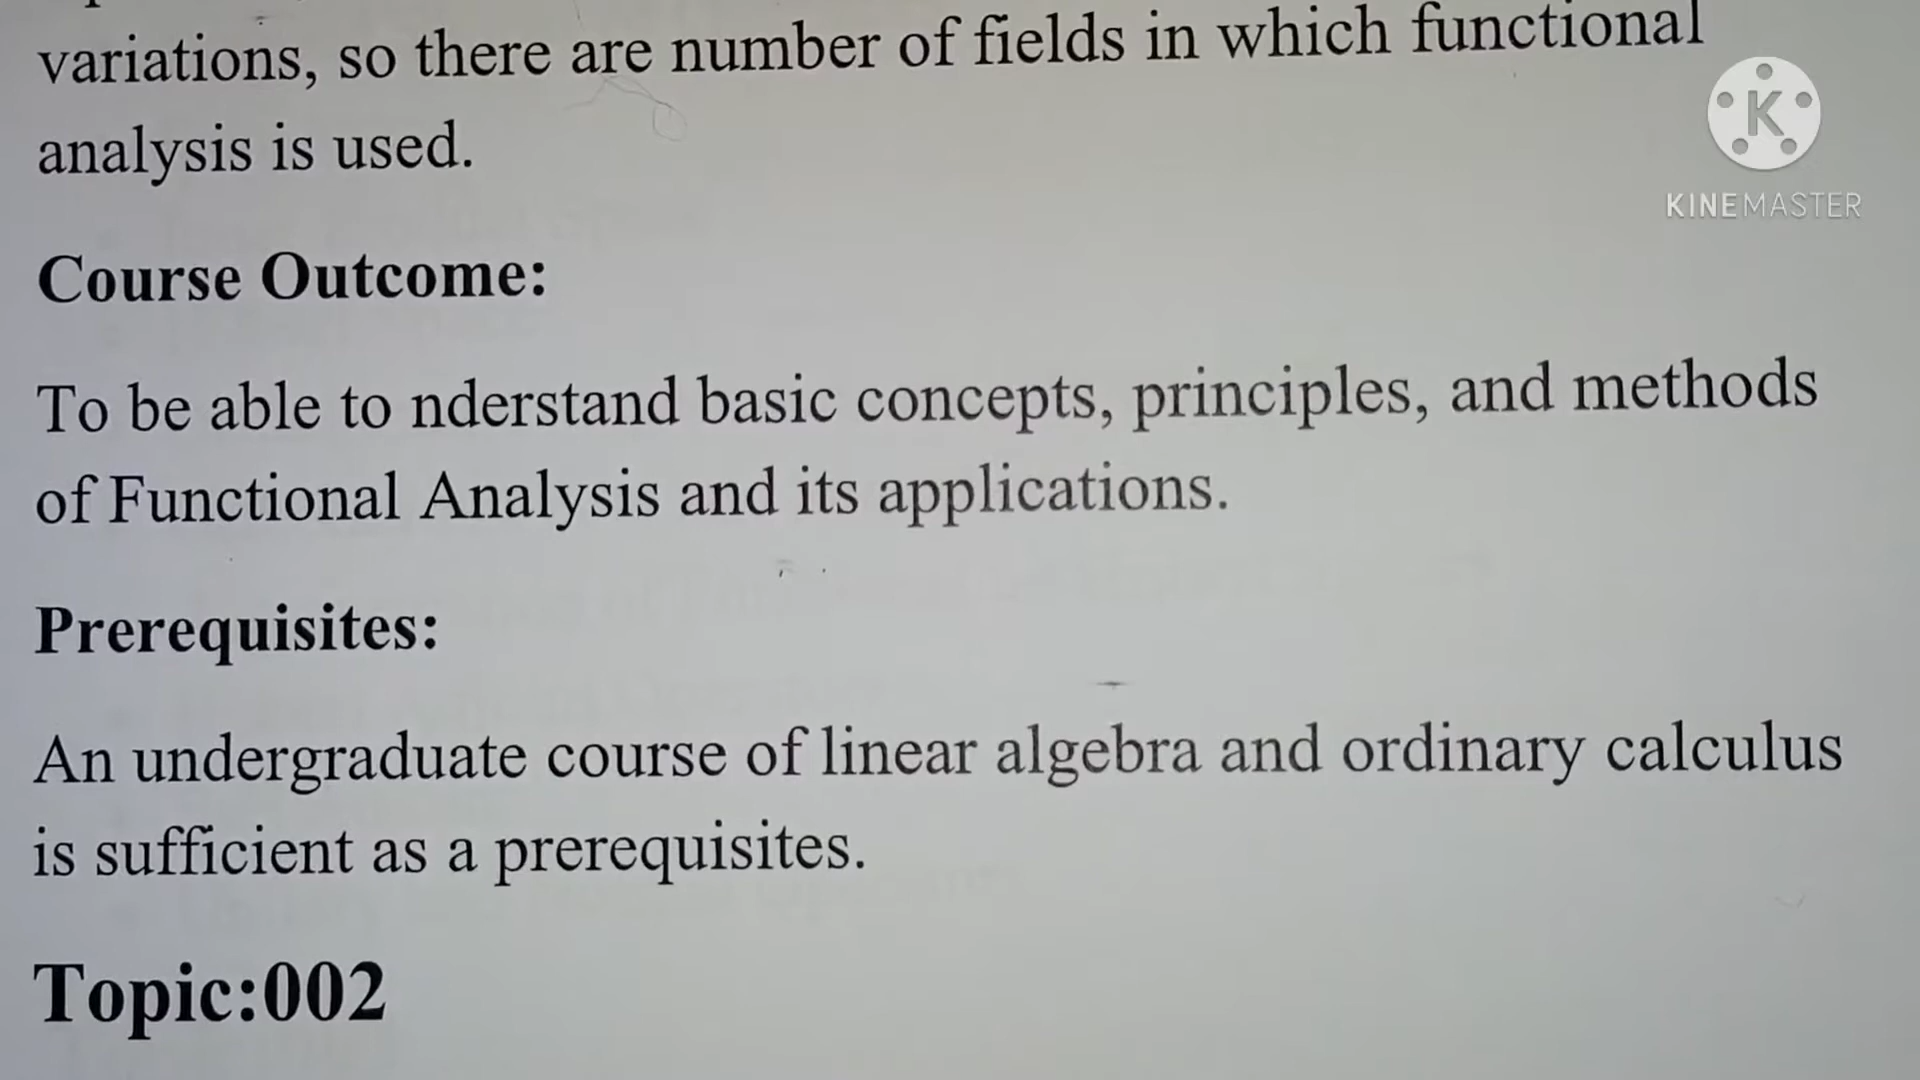 variations, so there are number of fields in which functional
analysis is used.
K
KINEMASTER
Course Outcome:
To be able to nderstand basic concepts, principles, and methods
of Functional Analysis and its applications.
Prerequisites:
An undergraduate course of linear algebra and ordinary calculus
is sufficient as a prerequisites.
Topic:002